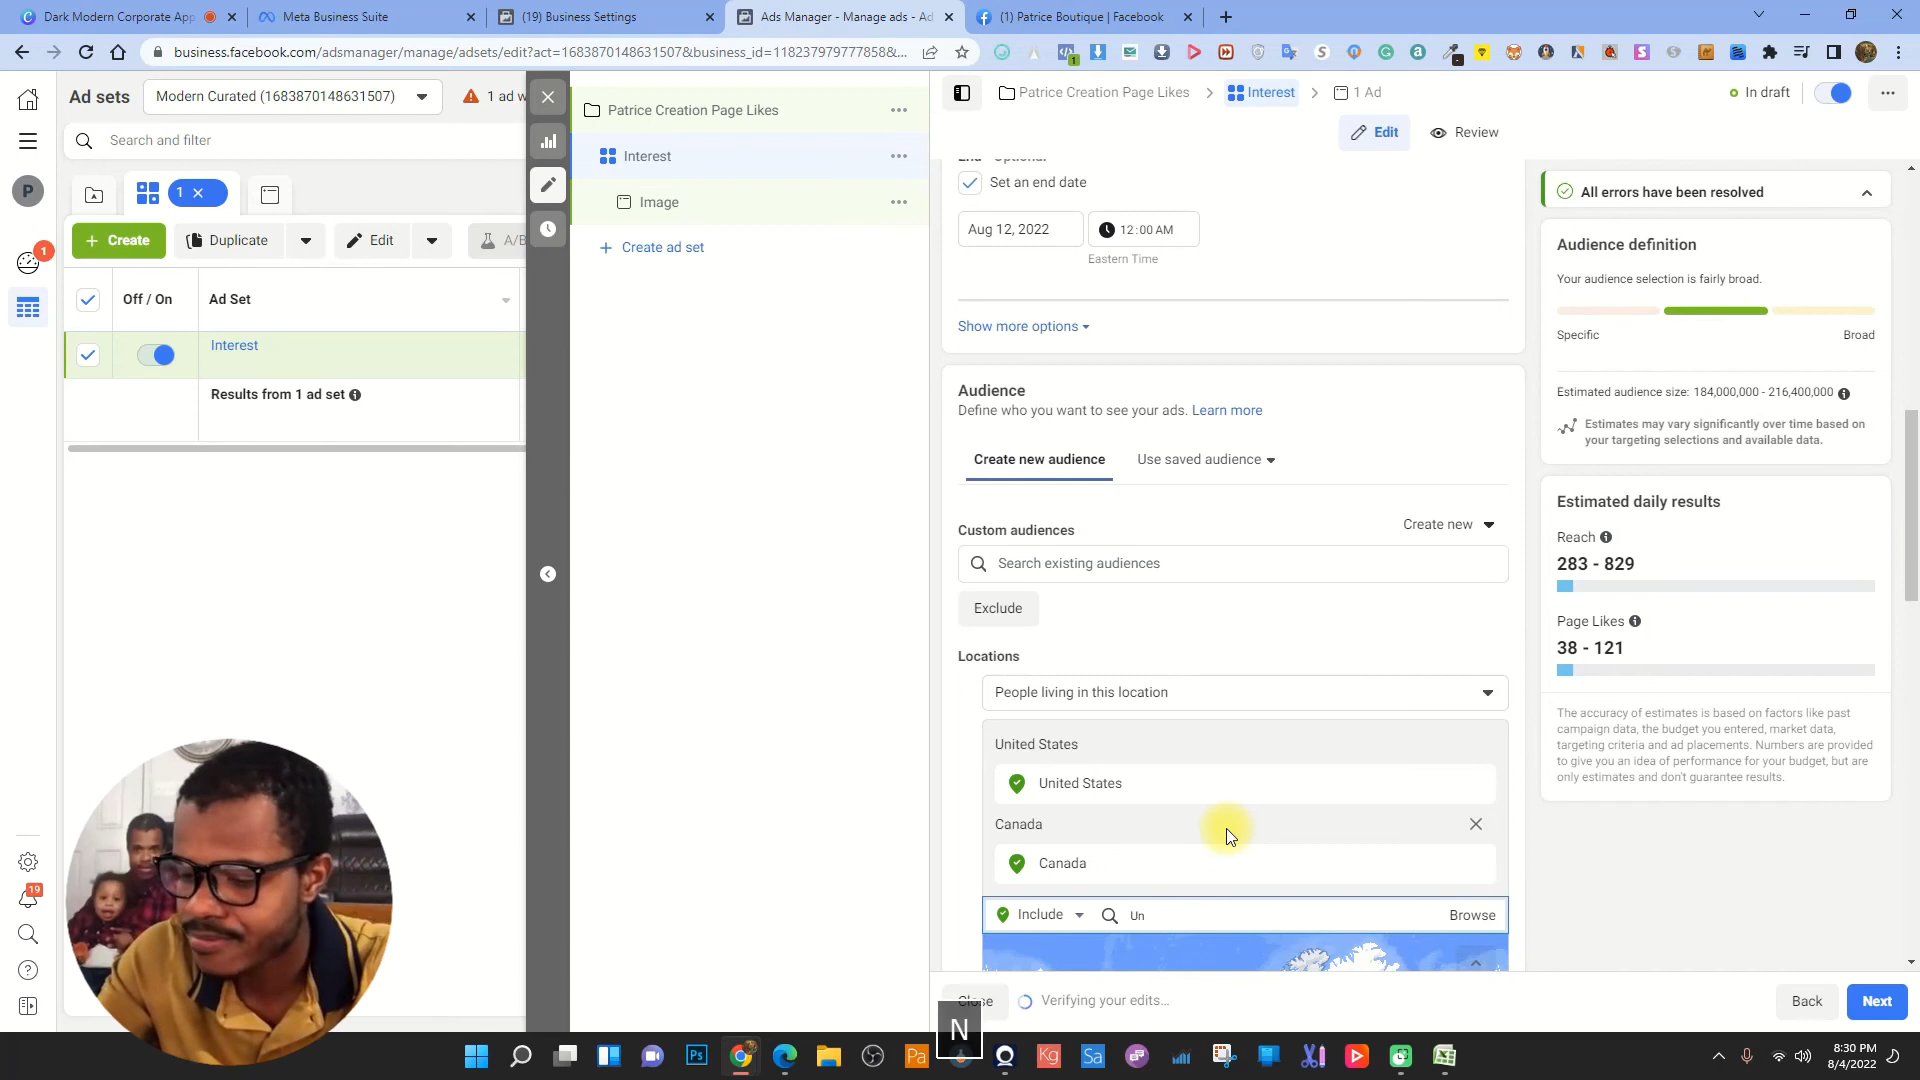 Dark Modern Corporate App
Meta Business Suite
(19) Business Settings
Ads Manager - Manage ads - Ad
(1) Patrice Boutique | Facebook
business.facebook.com/adsmanager/manage/adsets/edit?act=1683870148631507&business_id=1182379797777858&...
Ad sets
Modern Curated (1683870148631507)
1 ad w
Search and filter
P
1
1
Create
Duplicate
Edit
A/B
Off / On
Ad Set
Interest
Results from 1 ad set
19
Patrice Creation Page Likes
Interest
Image
Create ad set
Patrice Creation Page Likes
Interest
1 Ad
In draft
Edit
Review
End · Optional
Set an end date
Aug 12, 2022
12:00 AM
Eastern Time
Show more options
Audience
Define who you want to see your ads. Learn more
Create new audience
Use saved audience
Custom audiences
Create new
Search existing audiences
Exclude
Locations
People living in this location
United States
United States
Canada
Canada
Include
Un
Browse
Close
Verifying your edits...
Back
Next
N
All errors have been resolved
Audience definition
Your audience selection is fairly broad.
Specific
Broad
Estimated audience size: 184,000,000 - 216,400,000
Estimates may vary significantly over time based on
your targeting selections and available data.
Estimated daily results
Reach
283 - 829
Page Likes
38 - 121
The accuracy of estimates is based on factors like past
campaign data, the budget you entered, market data,
targeting criteria and ad placements. Numbers are provided
to give you an idea of performance for your budget, but are
only estimates and don't guarantee results.
Ps
Pa
Kg
Sa
8:30 PM
8/4/2022